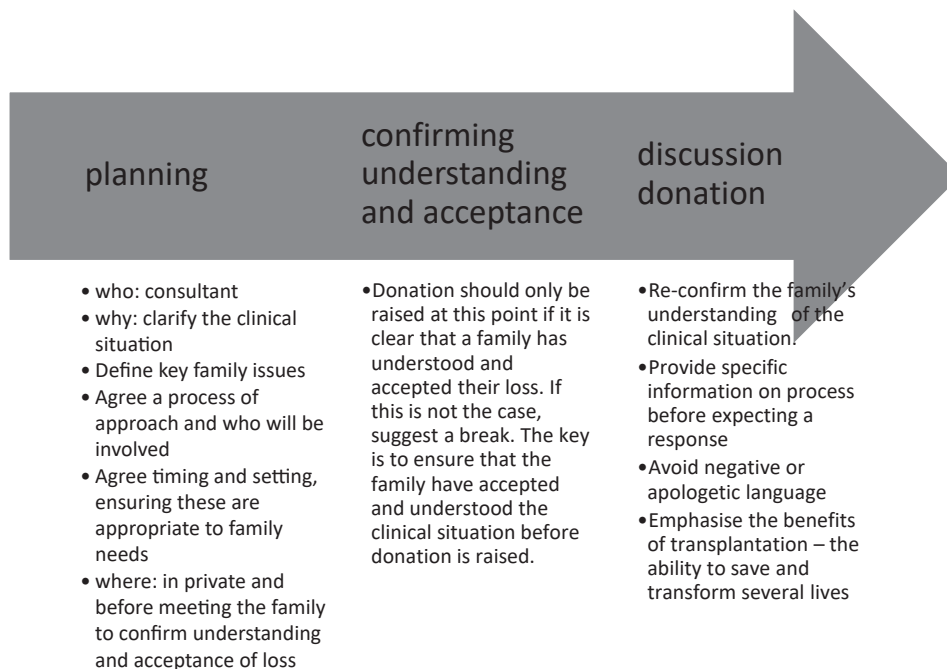 planning
• who: consultant
• why: clarify the clinical
situation
• Define key family issues
• Agree a process of
approach and who will be
involved
• Agree timing and setting,
ensuring these are
appropriate to family
needs
• where: in private and
before meeting the family
to confirm understanding
and acceptance of loss
confirming
understanding
and acceptance
•Donation should only be
raised at this point if it is
clear that a family has
understood and
accepted their loss. If
this is not the case,
suggest a break. The key
is to ensure that the
family have accepted
and understood the
clinical situation before
donation is raised.
discussion
donation
•Re-confirm the family's
understanding of the
clinical situation.
•Provide specific
information on process
before expecting a
response
•Avoid negative or
apologetic language
•Emphasise the benefits
of transplantation – the
ability to save and
transform several lives